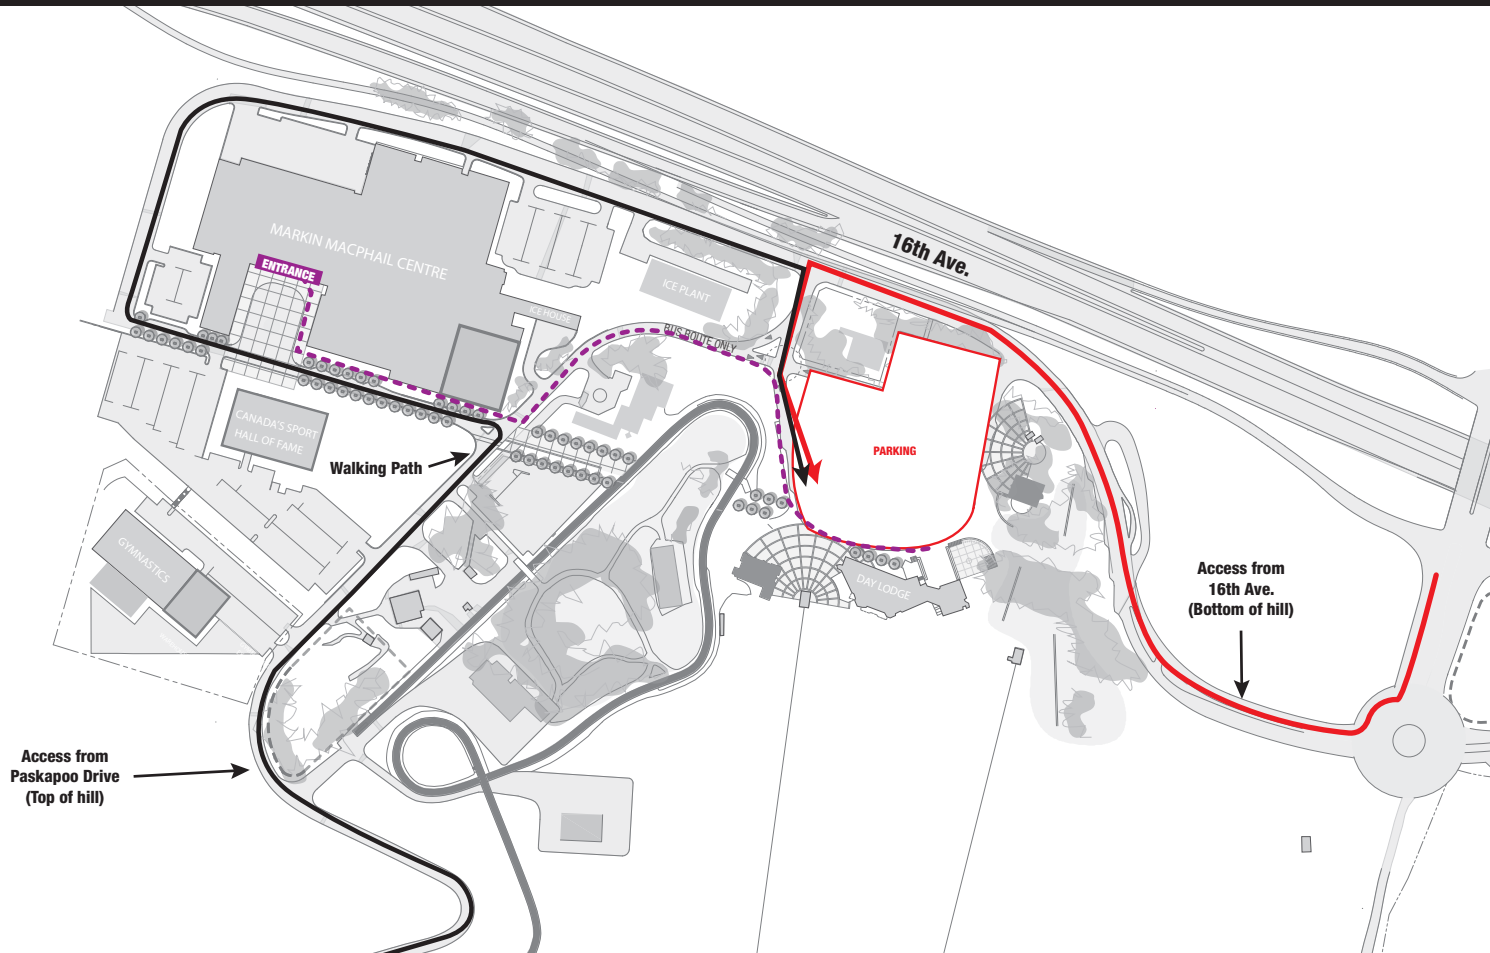 16th Ave.
MARKIN MACPHAIL CENTRE
ENTRANCE
ICE PLANT
ICE HOUSE
BUS ROUTE ONLY
CANADA'S SPORT
HALL OF FAME
Walking Path
PARKING
GYMNASTICS
DAY LODGE
Access from
16th Ave.
(Bottom of hill)
Access from
Paskapoo Drive
(Top of hill)